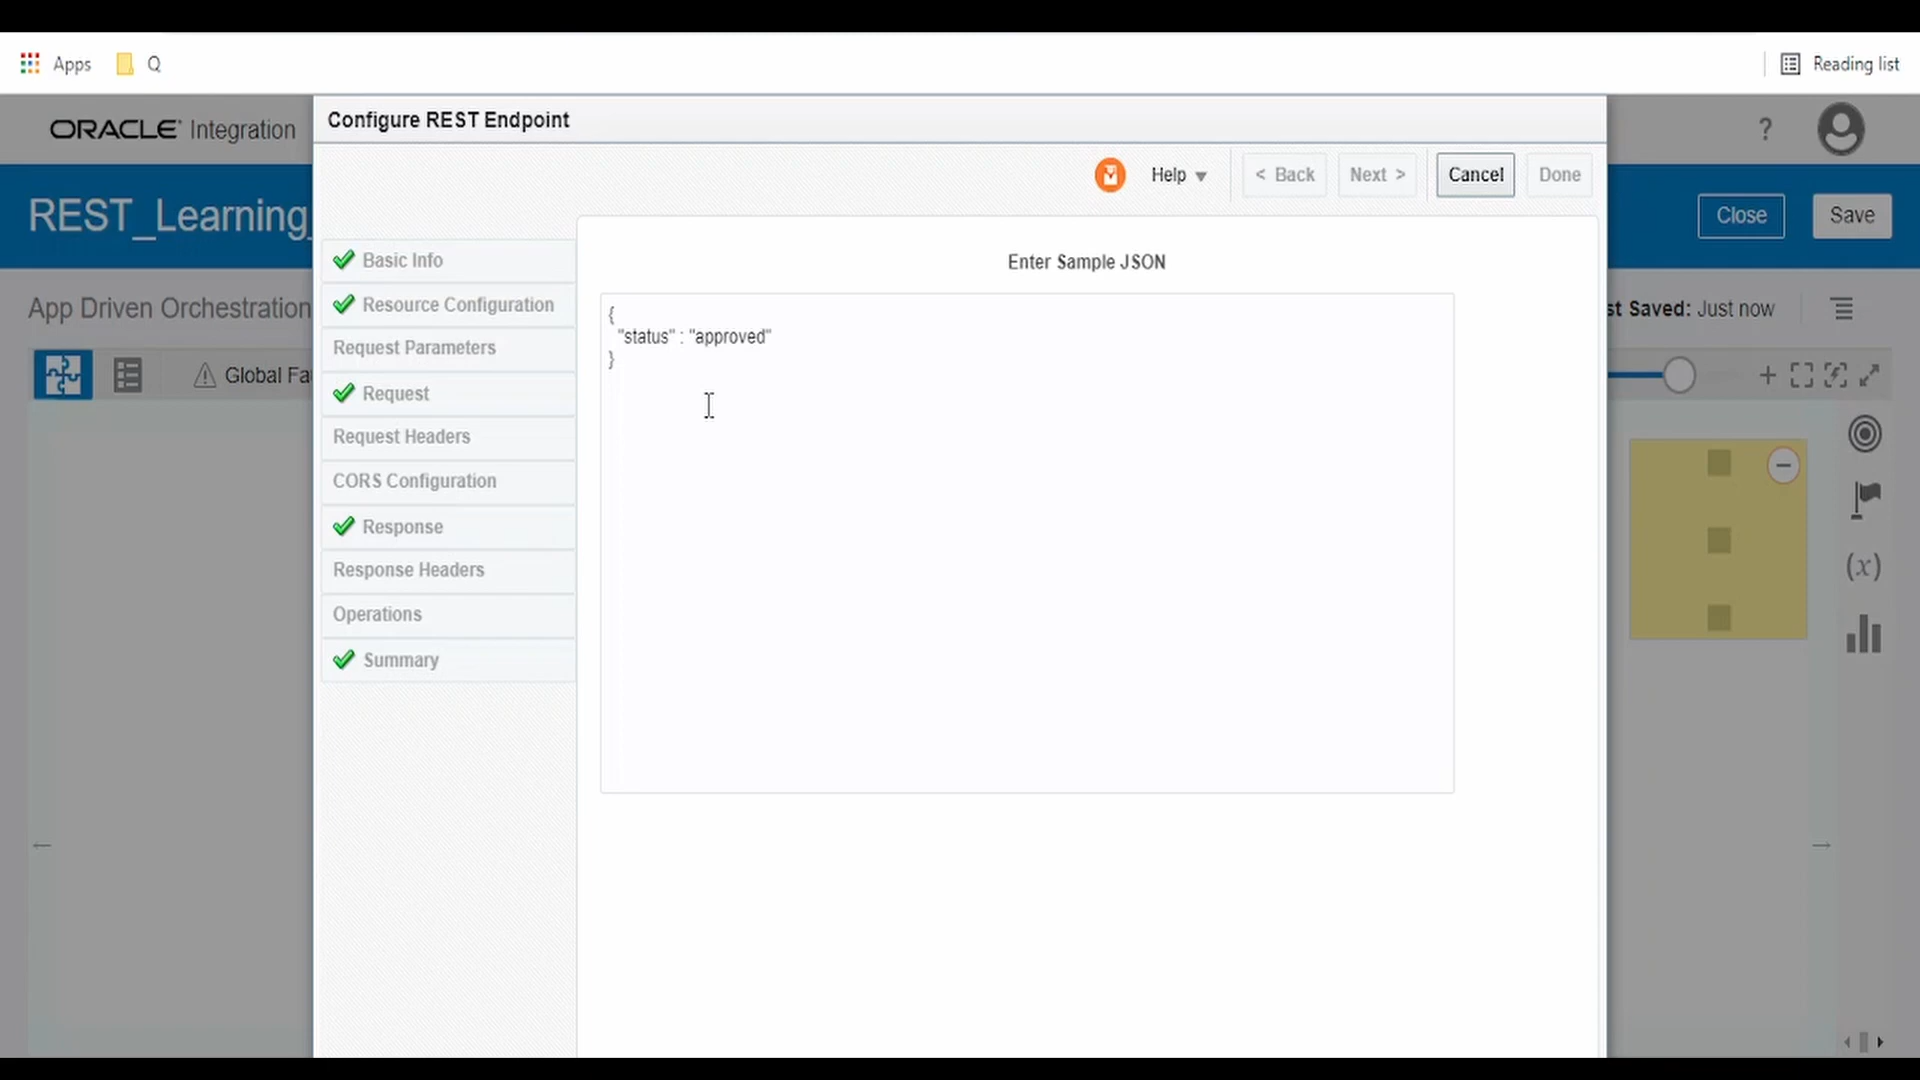 Apps
Q
Reading list
ORACLE Integration
Configure REST Endpoint
?
Help
< Back
Next >
Cancel
Done
REST_Learning_
Close
Save
Basic Info
Resource Configuration
Request Parameters
Request
Request Headers
CORS Configuration
Response
Response Headers
Operations
Summary
Enter Sample JSON
{
"status" : "approved"
}
App Driven Orchestration
st Saved: Just now
Global Fa
(x)